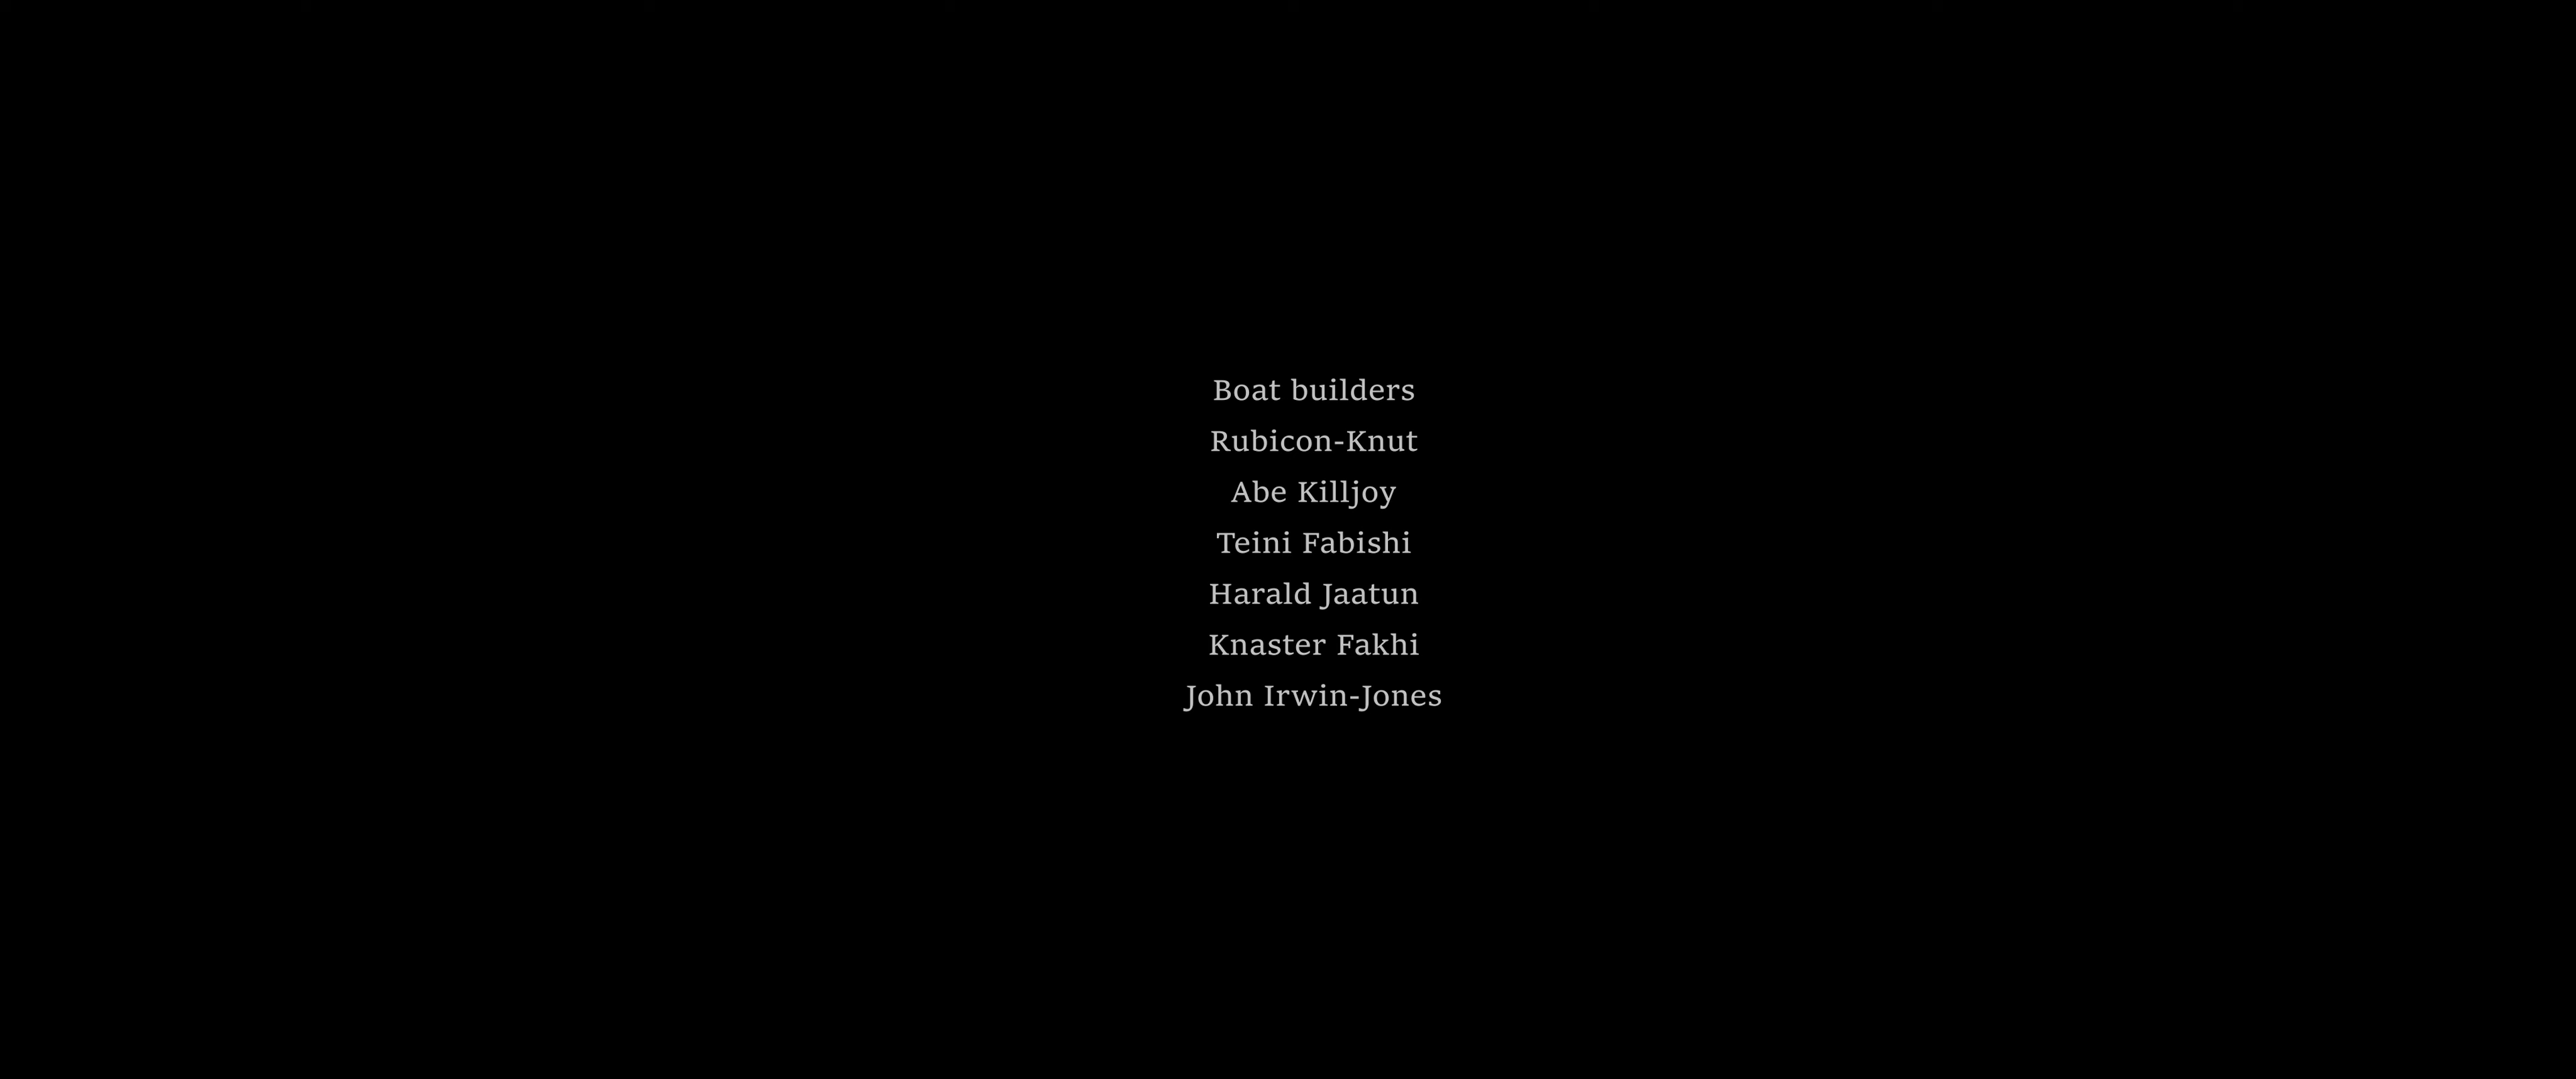 Boat builders
Rubicon-Knut
Abe Killjoy
Teini Fabishi
Harald Jaatun
Knaster Fakhi
John Irwin-Jones